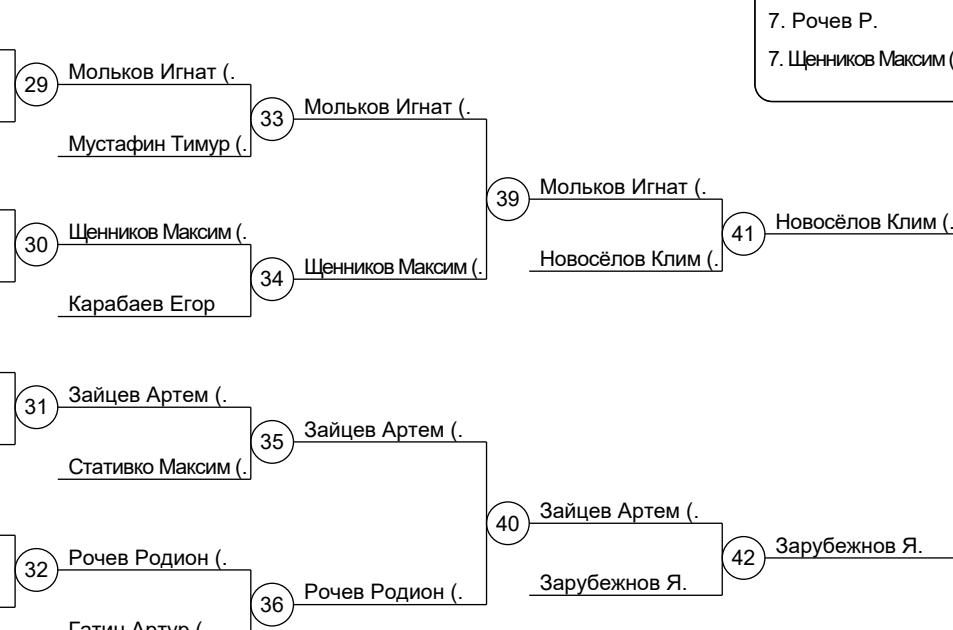 7. Рочев Р.
7. Щенников Максим (
29 Мольков Игнат (.
33 Мольков Игнат (.
Мустафин Тимур (.
39 Мольков Игнат (.
30 Щенников Максим (.
41 Новосёлов Клим (.
34 Щенников Максим (.
Новосёлов Клим (.
Карабаев Егор
31 Зайцев Артем (.
35 Зайцев Артем (.
Стативко Максим (.
40 Зайцев Артем (.
32 Рочев Родион (.
42 Зарубежнов Я.
36 Рочев Родион (.
Зарубежнов Я.
Гатин Артур (